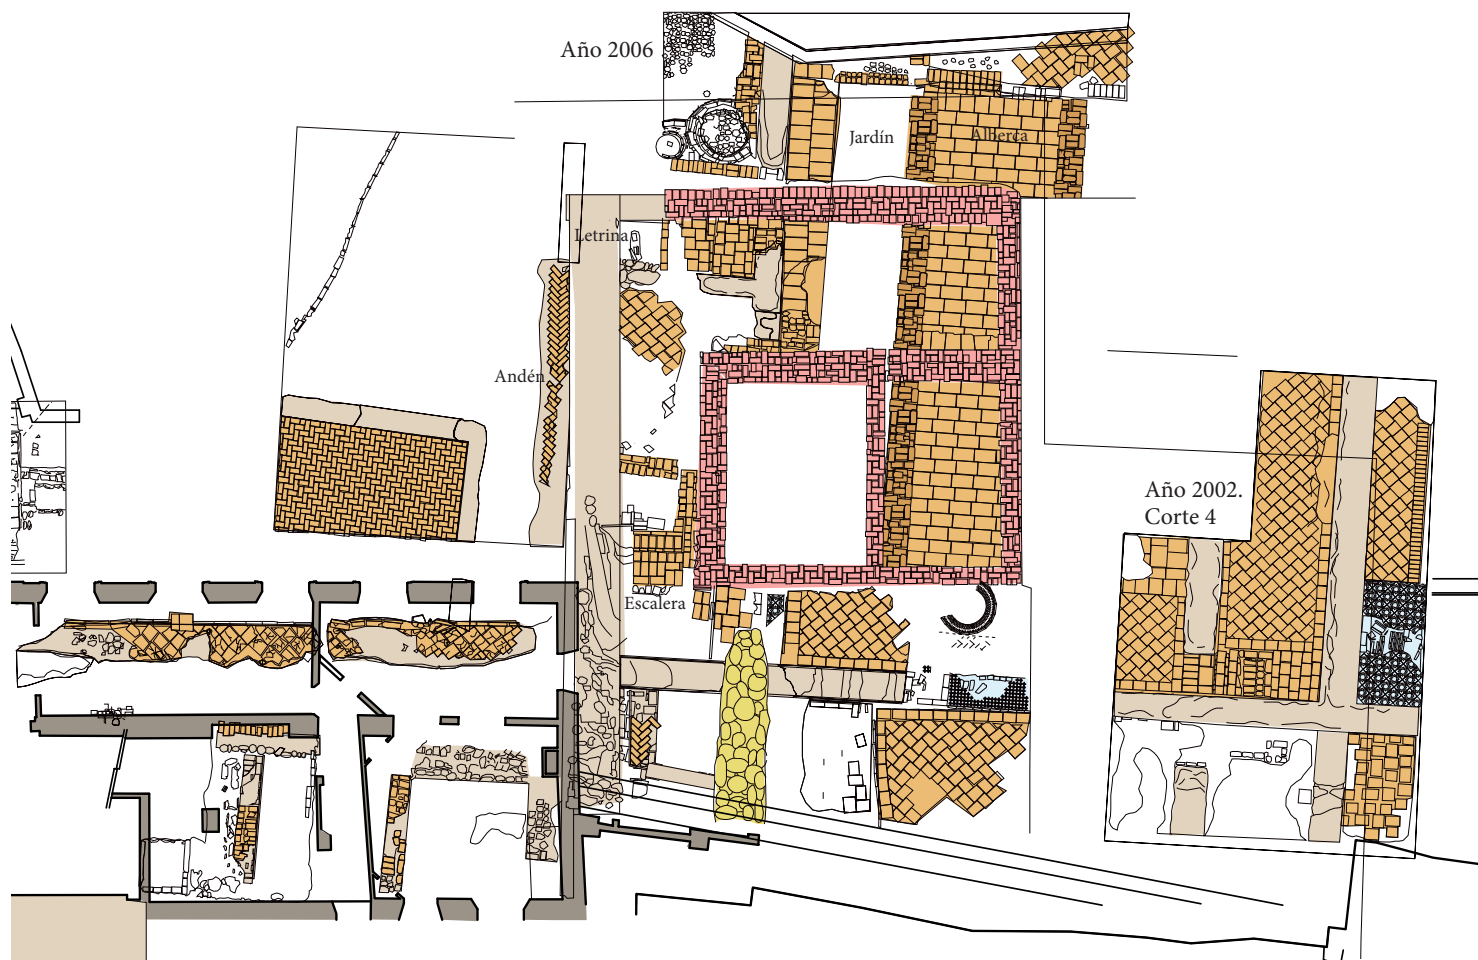 Año 2006
Jardín
Alberca
Letrina
Andén
Año 2002.
Corte 4
Escalera